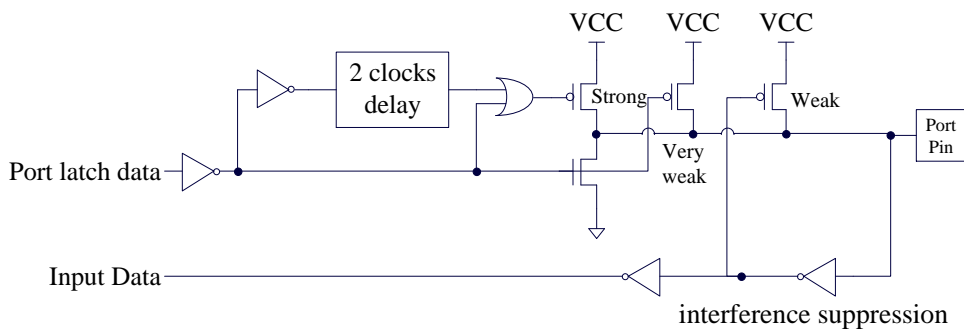 VCC
VCC
VCC
2 clocks
delay
Strong
Weak
Port
Pin
Very
weak
Port latch data
Input Data
interference suppression